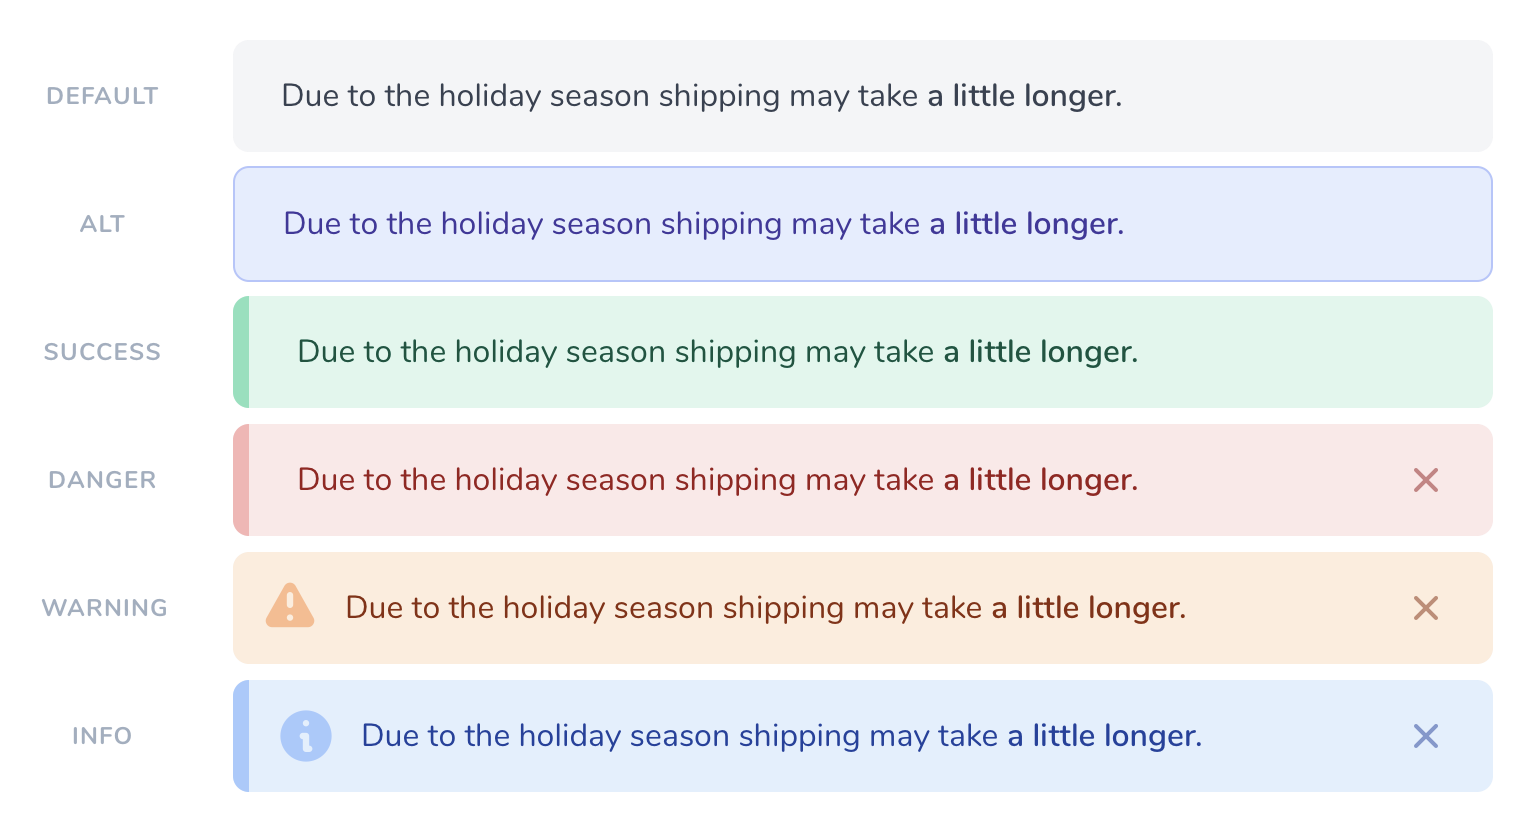 DEFAULT Due to the holiday season shipping may take a little longer.
ALT Due to the holiday season shipping may take a little longer.
SUCCESS Due to the holiday season shipping may take a little longer.
DANGER Due to the holiday season shipping may take a little longer.
WARNING Due to the holiday season shipping may take a little longer.
INFO Due to the holiday season shipping may take a little longer.